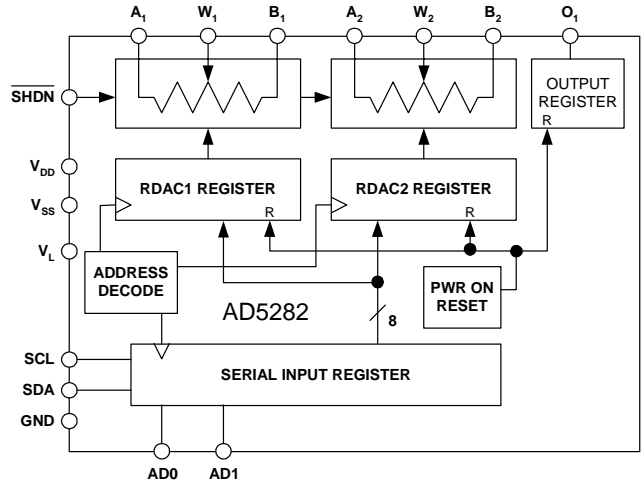 A1 W1 B1 A2 W2 B2 O1
SHDN
OUTPUT
REGISTER
R
VDD
RDAC1 REGISTER
R
RDAC2 REGISTER
R
VSS
VL
ADDRESS
DECODE
PWR ON
RESET
AD5282
8
SCL
SERIAL INPUT REGISTER
SDA
GND
AD0 AD1